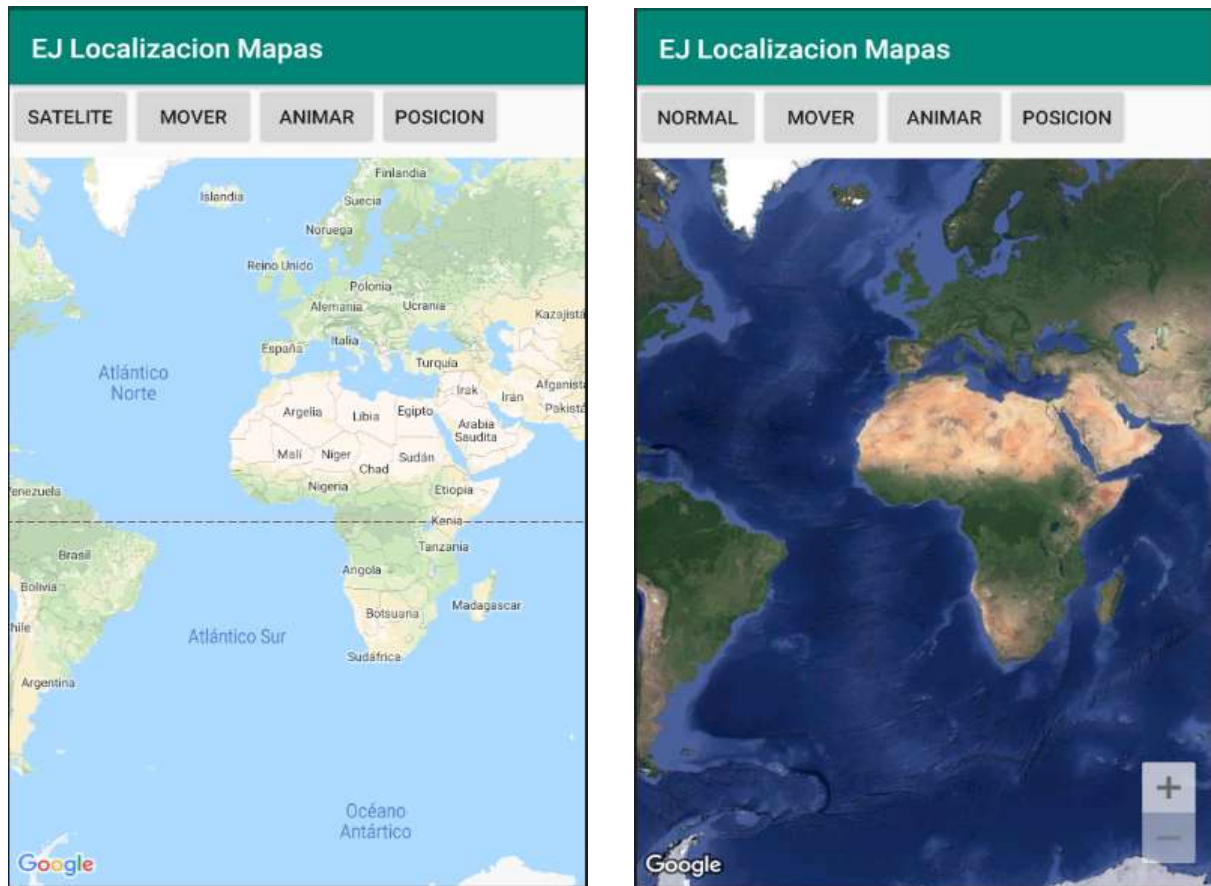 EJ Localizacion Mapas
SATELITE MOVER ANIMAR POSICION
Finlandia
Islandia
Suecia
Noruega
Reino Unido
Polonia
Alemania Ucrania
Kazajistá
España Italia
Turquía
Atlántico
Norte
Irak Irán Afganista
Pakistá
Argelia Libia Egipto
Arabia
Saudita
Malí Níger Chad Sudán
Nigeria Etiopía
enezuela
Kenia
Brasil
Tanzania
Angola
Bolivia
Botsuana Madagascar
hile
Atlántico Sur
Sudáfrica
Argentina
Océano
Antártico
Google
EJ Localizacion Mapas
NORMAL MOVER ANIMAR POSICION
+
−
Google